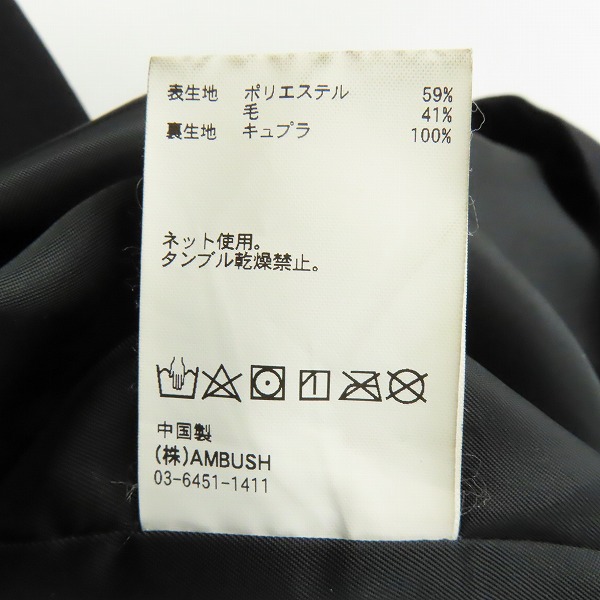 表生地 ポリエステル 59%
毛 41%
裏生地 キュプラ 100%
ネット使用。
タンブル乾燥禁止。
中国製
(株)AMBUSH
03-6451-1411